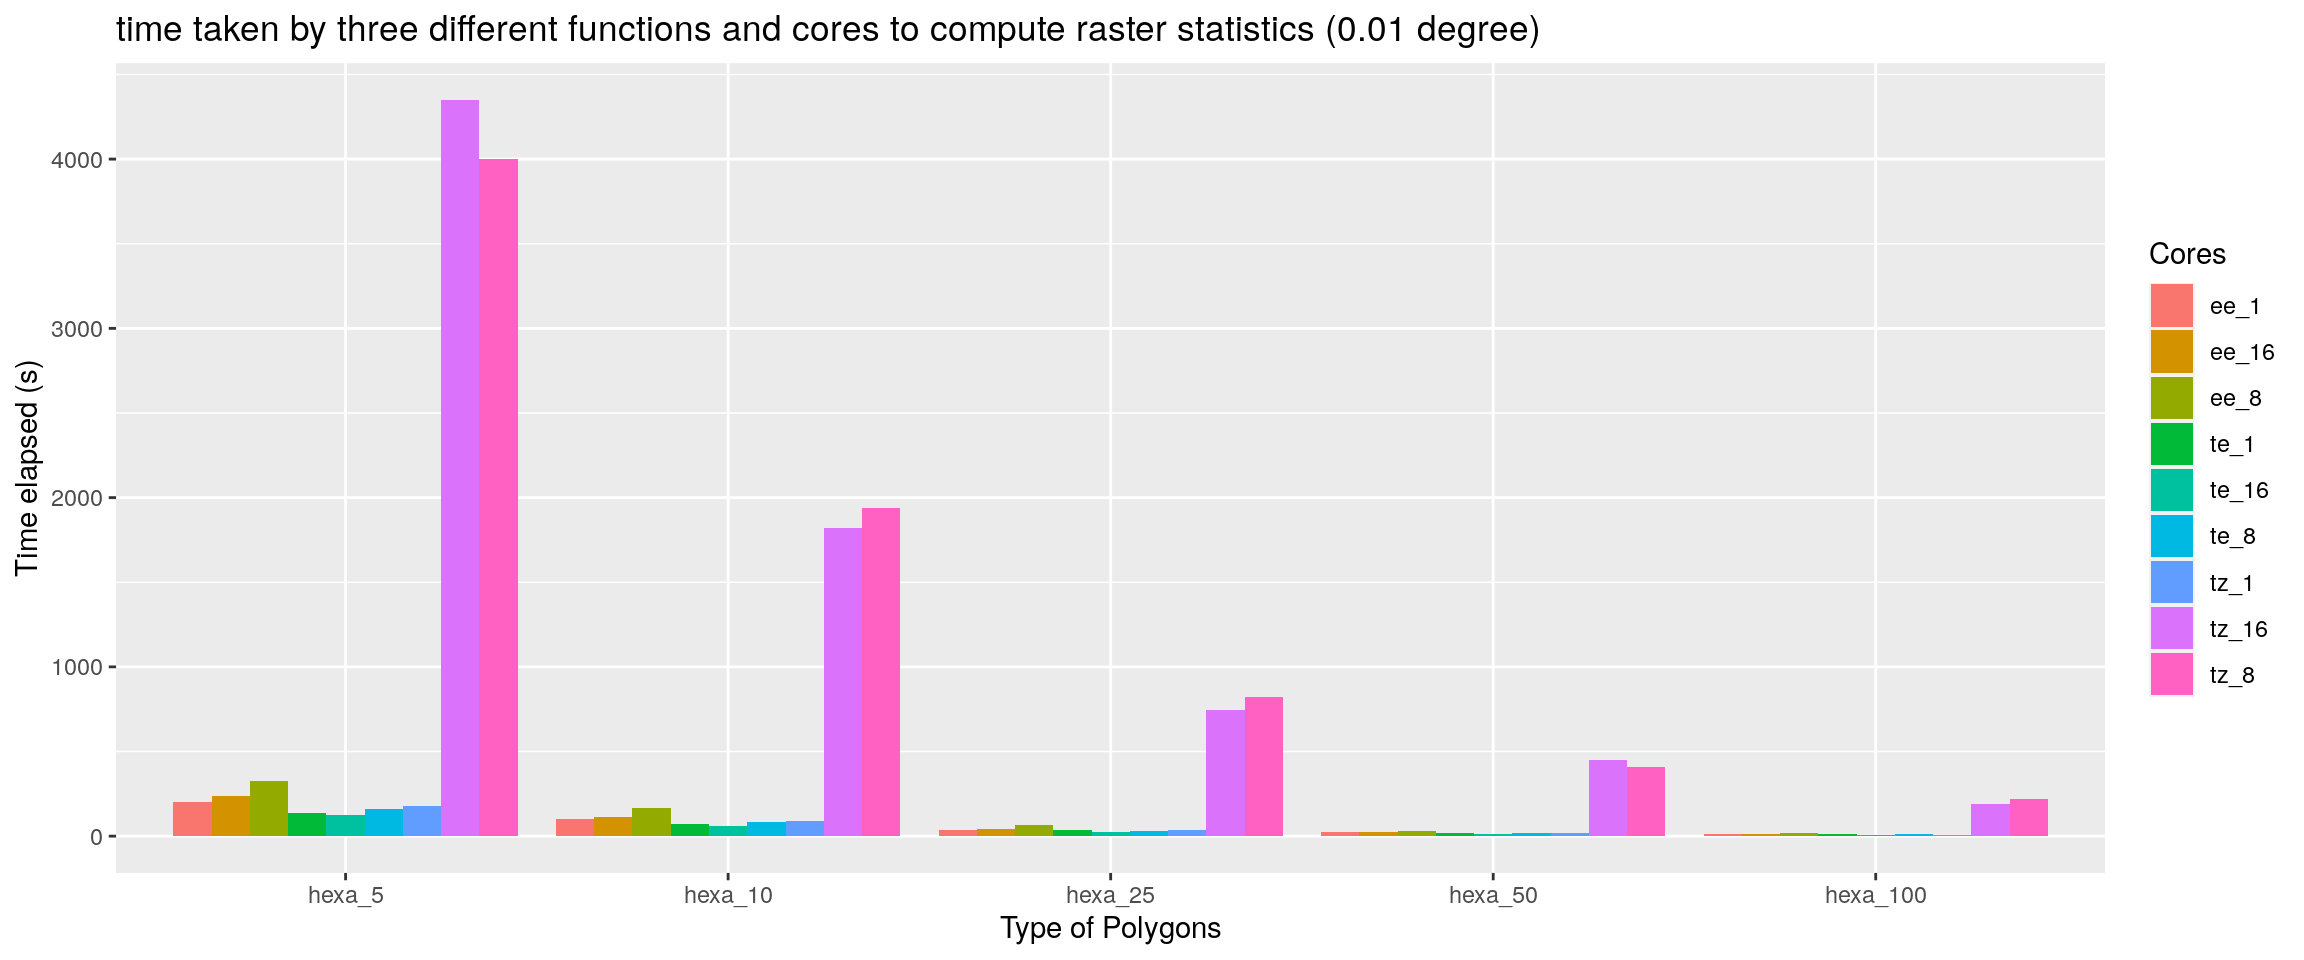 time taken by three different functions and cores to compute raster statistics (0.01 degree)
Time elapsed (s)
4000
3000
2000
1000
0
hexa_5
hexa_10
hexa_25
hexa_50
hexa_100
Type of Polygons
Cores
ee_1
ee_16
ee_8
te_1
te_16
te_8
tz_1
tz_16
tz_8